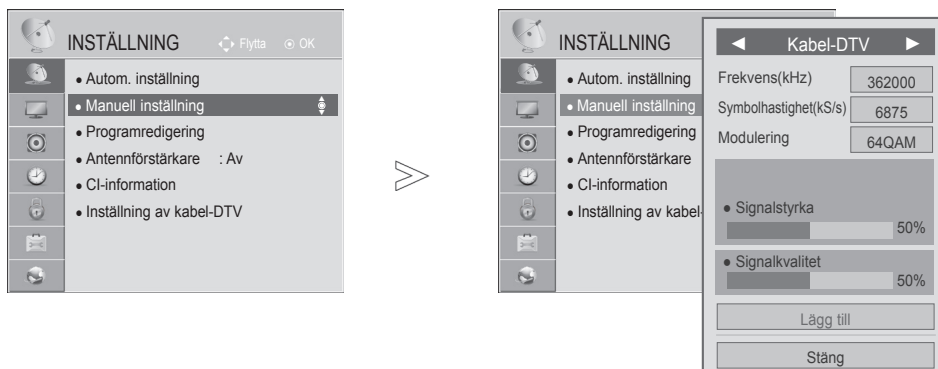 INSTÄLLNING
Flytta
OK
● Autom. inställning
● Manuell inställning
● Programredigering
● Antennförstärkare : Av
● CI-information
● Inställning av kabel-DTV
INSTÄLLNING
● Autom. inställning
● Manuell inställning
● Programredigering
● Antennförstärkare
● CI-information
● Inställning av kabel-
◄ Kabel-DTV ►
Frekvens(kHz) 362000
Symbolhastighet(kS/s) 6875
Modulering 64QAM
● Signalstyrka
50%
● Signalkvalitet
50%
Lägg till
Stäng